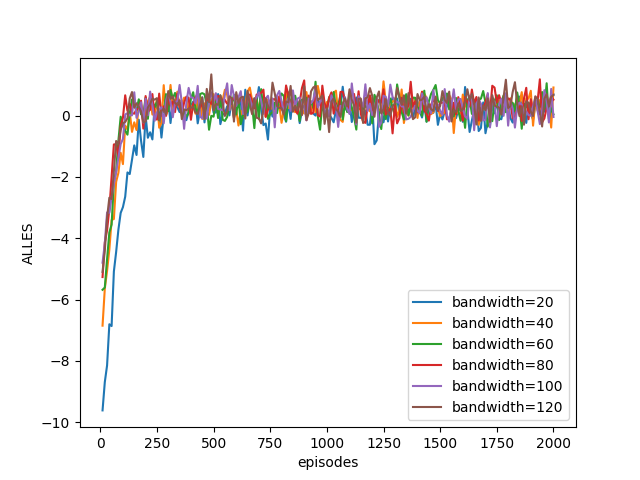 0
−2
−4
−6
−8
−10
ALLES
0
250
500
750
1000
1250
1500
1750
2000
episodes
bandwidth=20
bandwidth=40
bandwidth=60
bandwidth=80
bandwidth=100
bandwidth=120